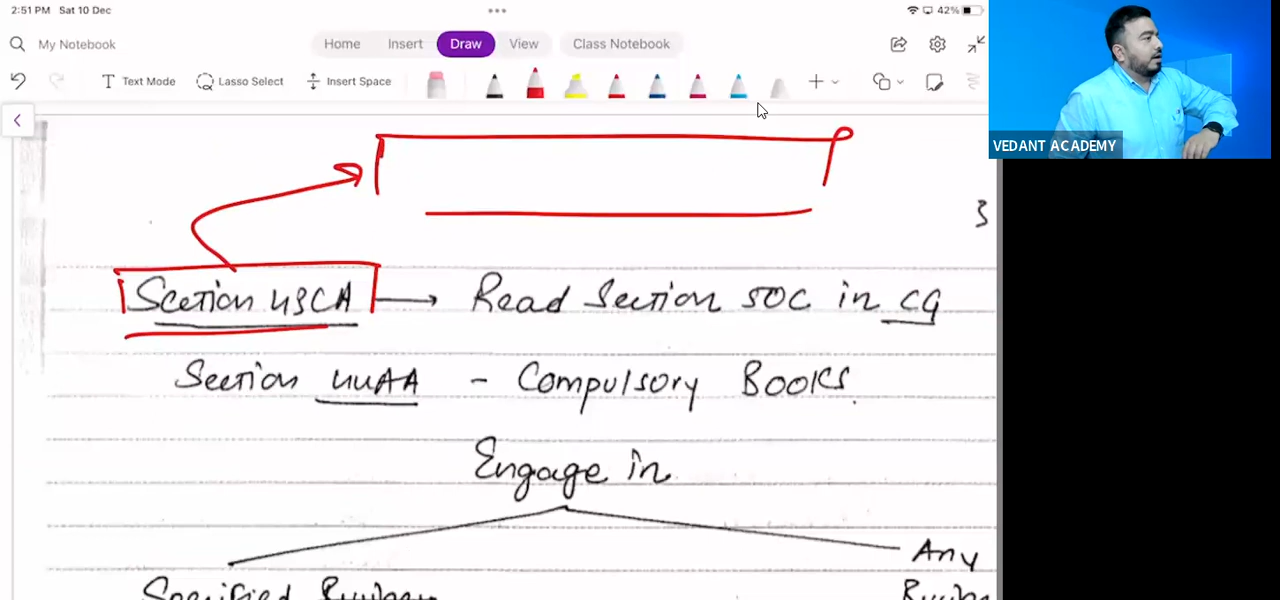 2:51 PM Sat 10 Dec
42%
My Notebook
Home Insert Draw View Class Notebook
Text Mode Lasso Select Insert Space
VEDANT ACADEMY
3
Section 43CA → Read Section 50C in CG
Section 44AA - Compulsory Books.
Engage in
Any
Specified